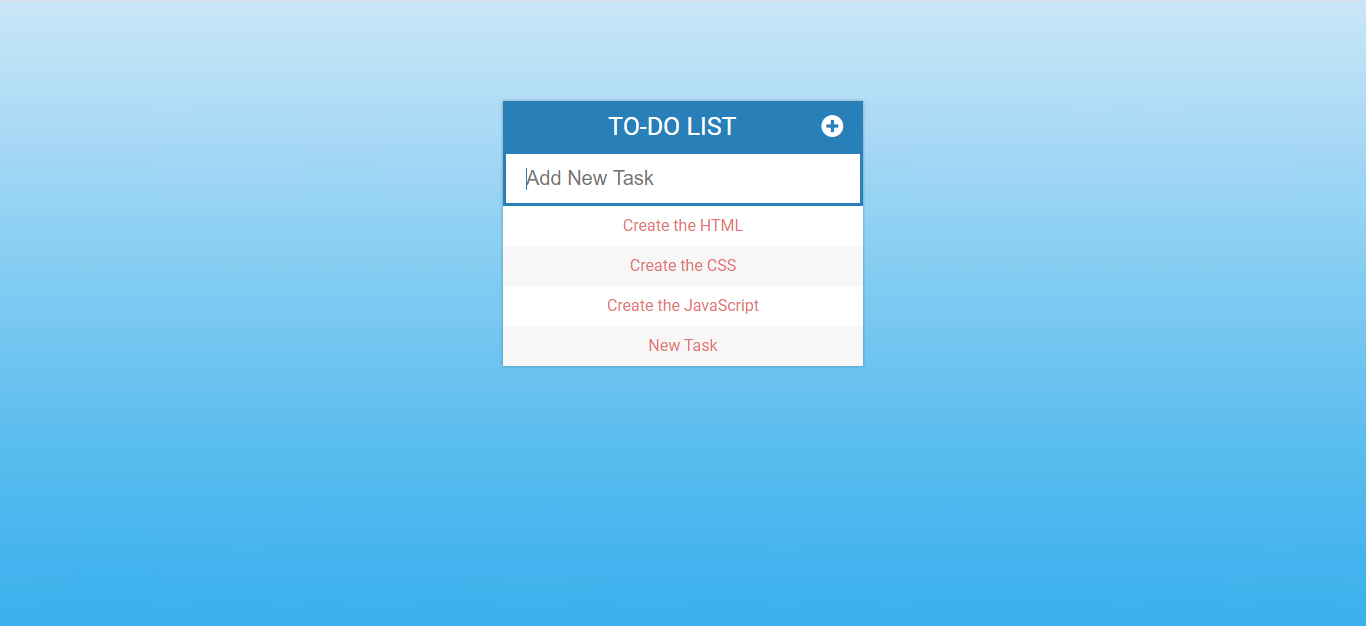 TO-DO LIST
Add New Task
Create the HTML
Create the CSS
Create the JavaScript
New Task